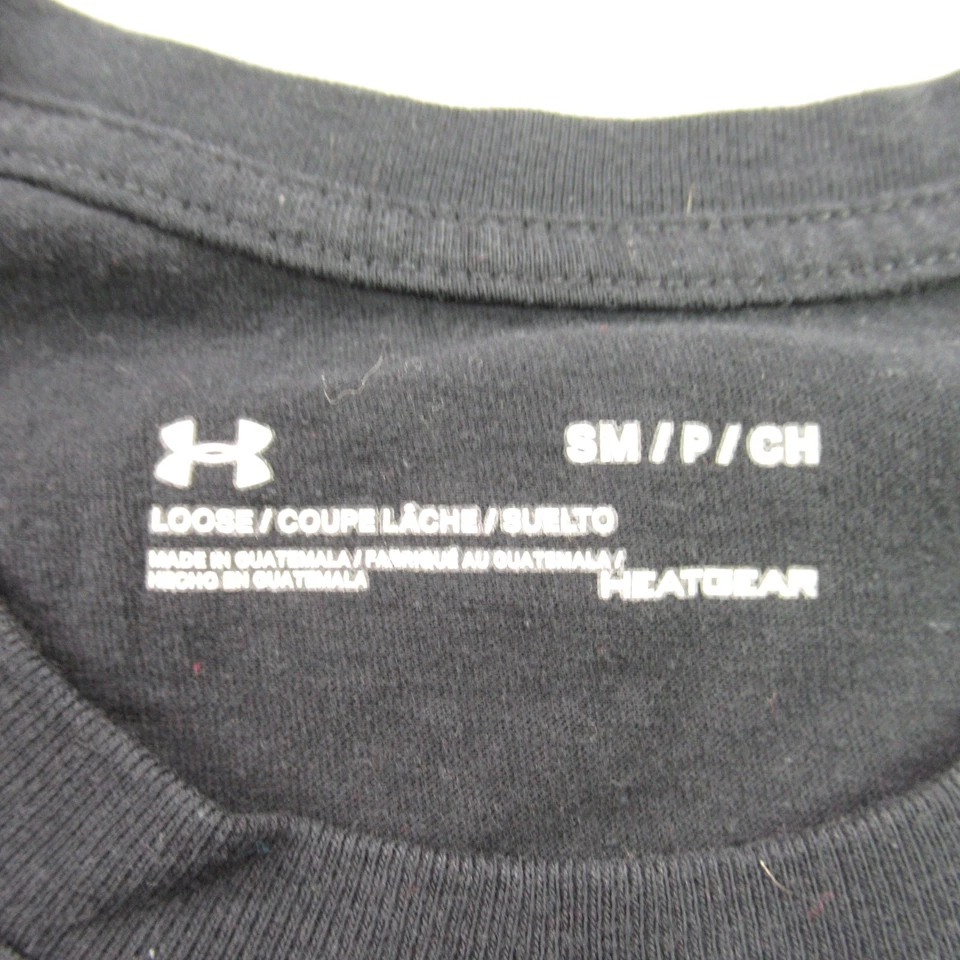 SM / P / CH
LOOSE / COUPE LÂCHE / SUELTO
MADE IN GUATEMALA / FABRIQUÉ AU GUATEMALA /
HECHO EN GUATEMALA
HEATGEAR